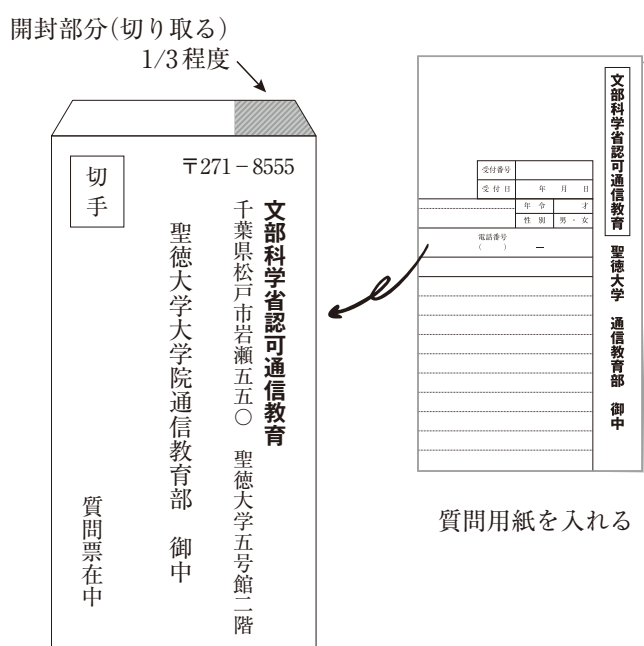 開封部分(切り取る)
1/3程度
切手
〒271－8555
文部科学省認可通信教育
千葉県松戸市岩瀬五五〇　聖徳大学五号館二階
聖徳大学大学院通信教育部　御中
質問票在中
文部科学省認可通信教育　聖徳大学　通信教育部　御中
受付番号
受付日　年　月　日
年令　才
性別　男・女
電話番号
(　　)　―
質問用紙を入れる